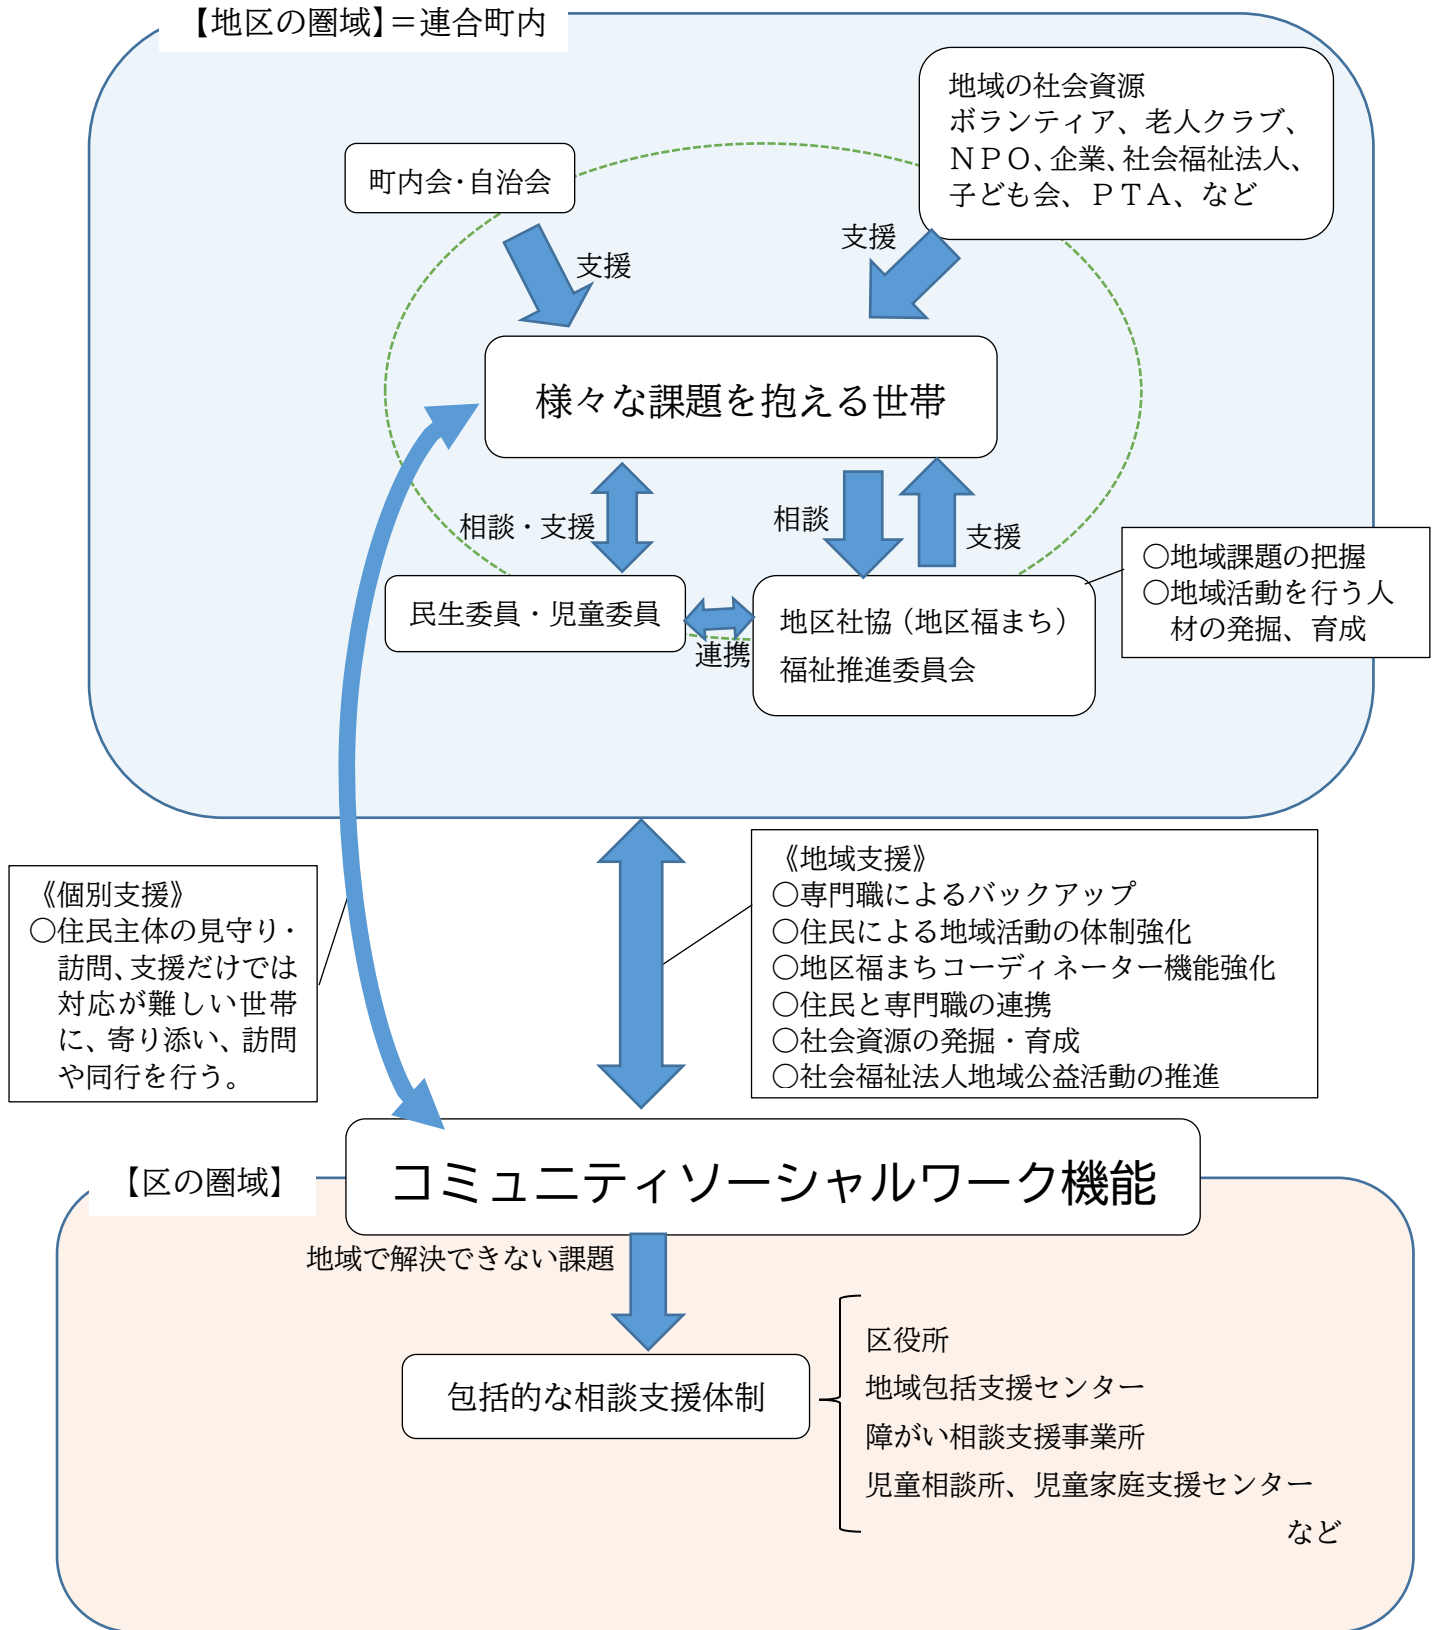 【地区の圏域】＝連合町内
地域の社会資源
ボランティア、老人クラブ、
ＮＰＯ、企業、社会福祉法人、
子ども会、ＰＴＡ、など
町内会・自治会
支援
支援
様々な課題を抱える世帯
相談・支援
相談
支援
○地域課題の把握
○地域活動を行う人
材の発掘、育成
民生委員・児童委員
連携
地区社協（地区福まち）
福祉推進委員会
《個別支援》
○住民主体の見守り・
訪問、支援だけでは
対応が難しい世帯
に、寄り添い、訪問
や同行を行う。
《地域支援》
○専門職によるバックアップ
○住民による地域活動の体制強化
○地区福まちコーディネーター機能強化
○住民と専門職の連携
○社会資源の発掘・育成
○社会福祉法人地域公益活動の推進
【区の圏域】
コミュニティソーシャルワーク機能
地域で解決できない課題
包括的な相談支援体制
区役所
地域包括支援センター
障がい相談支援事業所
児童相談所、児童家庭支援センター
など